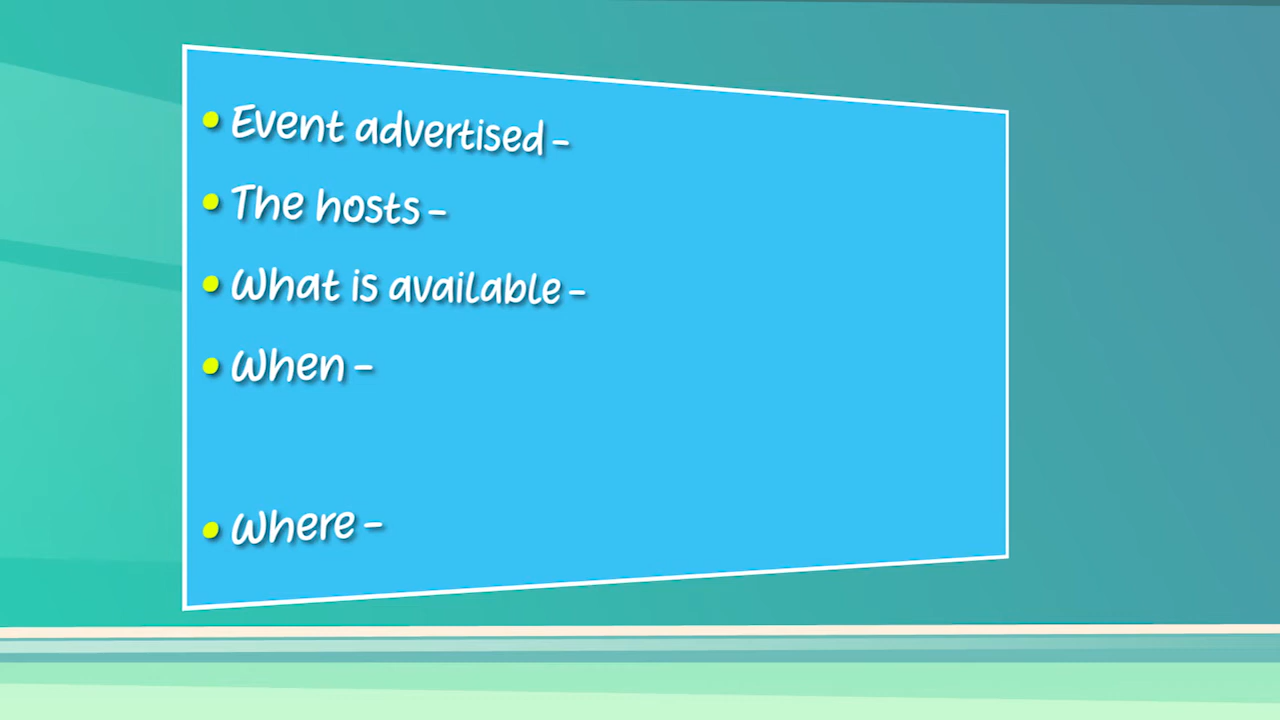 • Event advertised –
• The hosts –
• What is available –
• When –
• Where –